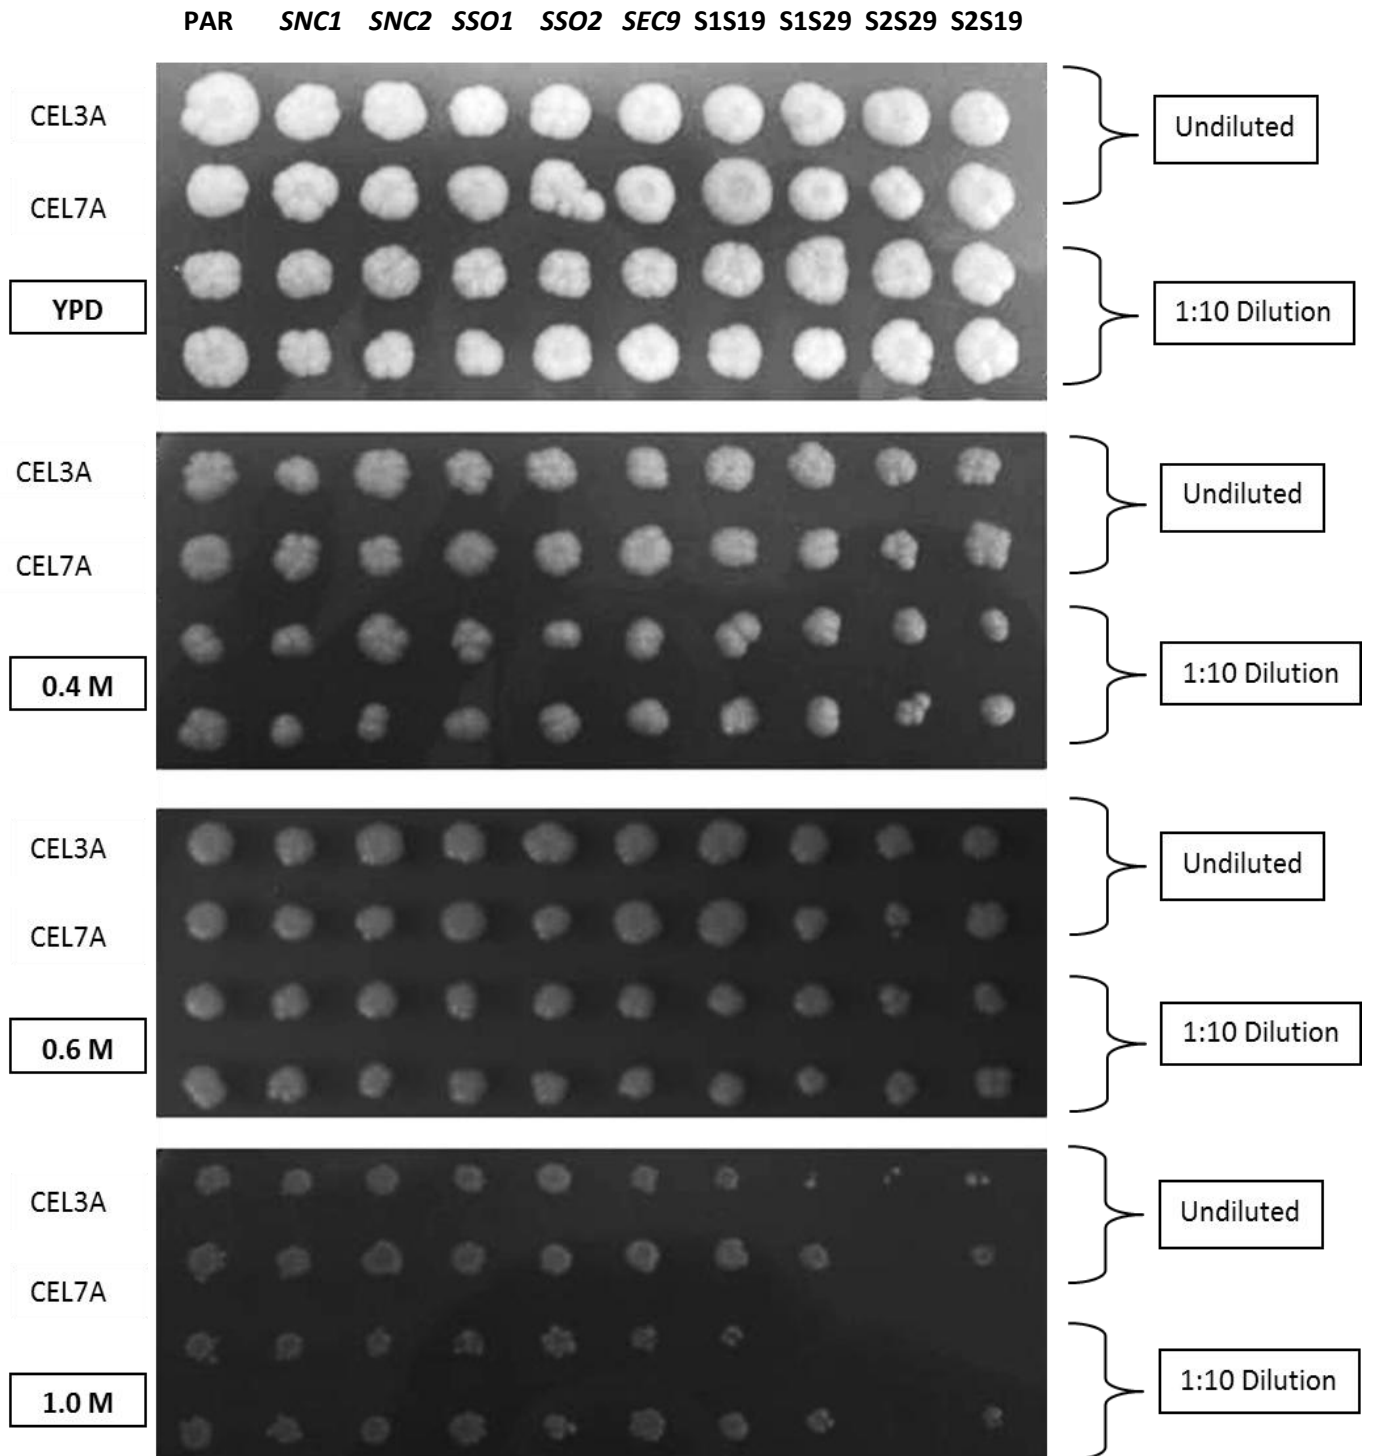 PAR SNC1 SNC2 SSO1 SSO2 SEC9 S1S19 S1S29 S2S29 S2S19
CEL3A
Undiluted
CEL7A
YPD
1:10 Dilution
CEL3A
Undiluted
CEL7A
0.4 M
1:10 Dilution
CEL3A
Undiluted
CEL7A
0.6 M
1:10 Dilution
CEL3A
Undiluted
CEL7A
1.0 M
1:10 Dilution